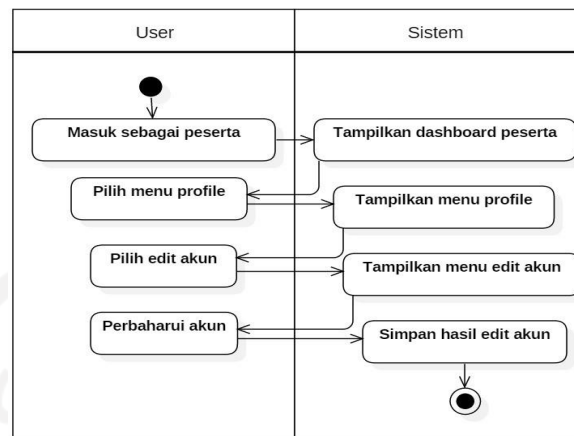 User
Sistem
Masuk sebagai peserta
Tampilkan dashboard peserta
Pilih menu profile
Tampilkan menu profile
Pilih edit akun
Tampilkan menu edit akun
Perbaharui akun
Simpan hasil edit akun